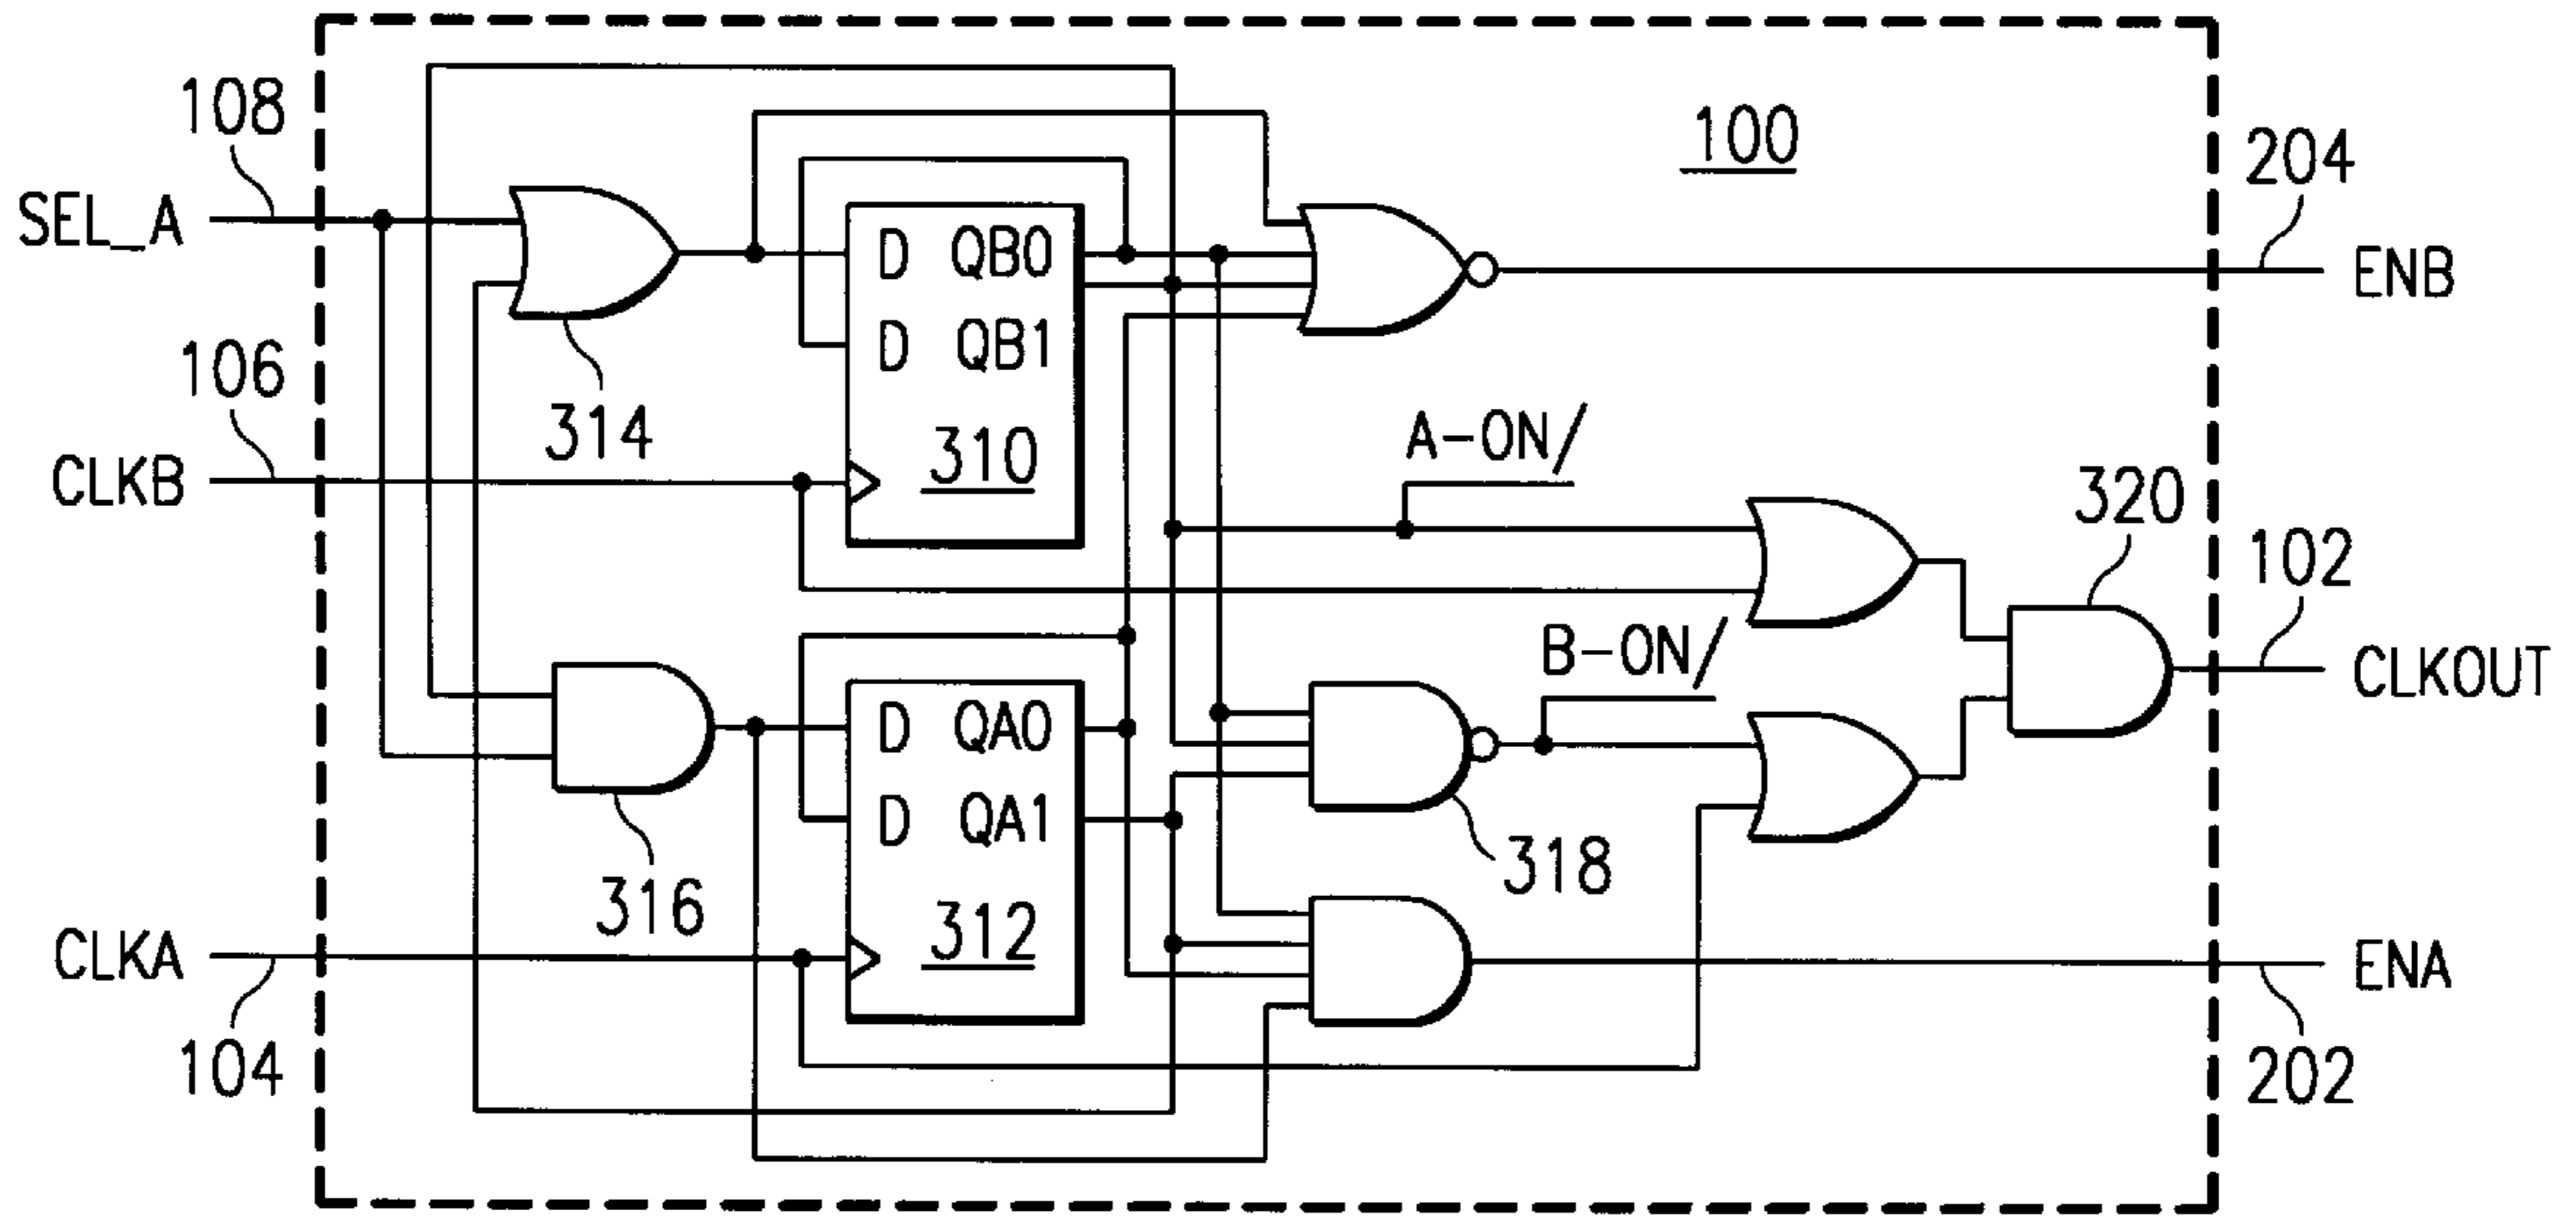 108
SEL_A
106
CLKB
314
D QB0
D QB1
310
100
204
ENB
A-ON/
320
102
CLKOUT
B-ON/
316
D QA0
D QA1
312
318
CLKA
104
ENA
202